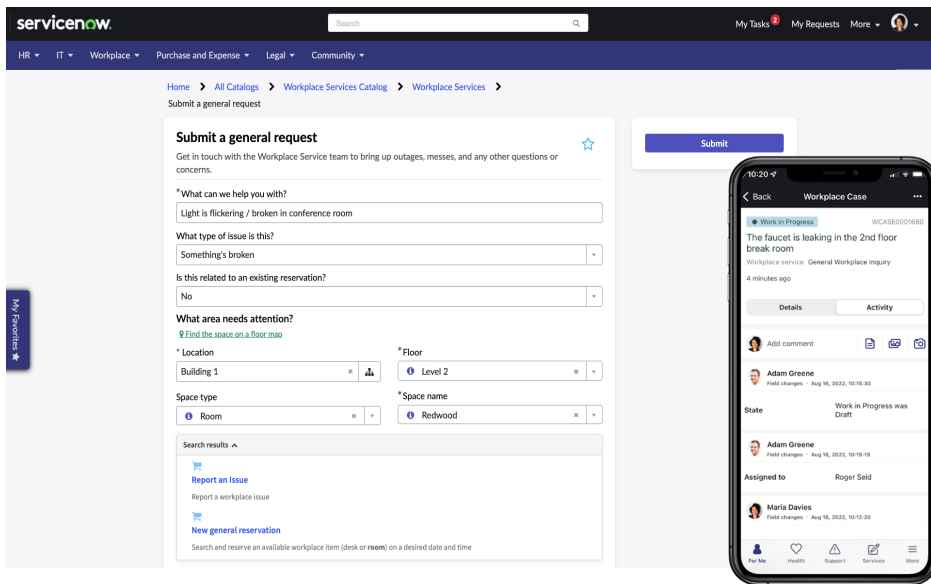 servicenow.
Search
My Tasks 2 My Requests More
HR IT Workplace Purchase and Expense Legal Community
Home > All Catalogs > Workplace Services Catalog > Workplace Services >
Submit a general request
Submit a general request
Get in touch with the Workplace Service team to bring up outages, messes, and any other questions or
concerns.
*What can we help you with?
Light is flickering / broken in conference room
What type of issue is this?
Something's broken
Is this related to an existing reservation?
No
What area needs attention?
Find the space on a floor map
* Location
Building 1
*Floor
Level 2
Space type
Room
*Space name
Redwood
Search results
Report an Issue
Report a workplace issue
New general reservation
Search and reserve an available workplace item (desk or room) on a desired date and time
My Favorites
Submit
10:20
Back Workplace Case
Work in Progress WCASE0001660
The faucet is leaking in the 2nd floor
break room
Workplace service General Workplace Inquiry
4 minutes ago
Details Activity
Add comment
Adam Greene
Field changes - Aug 16, 2022, 10:15:30
State Work in Progress was
Draft
Adam Greene
Field changes - Aug 16, 2022, 10:15:19
Assigned to Roger Seid
Maria Davies
Field changes - Aug 16, 2022, 10:12:20
For Me Health Support Services More